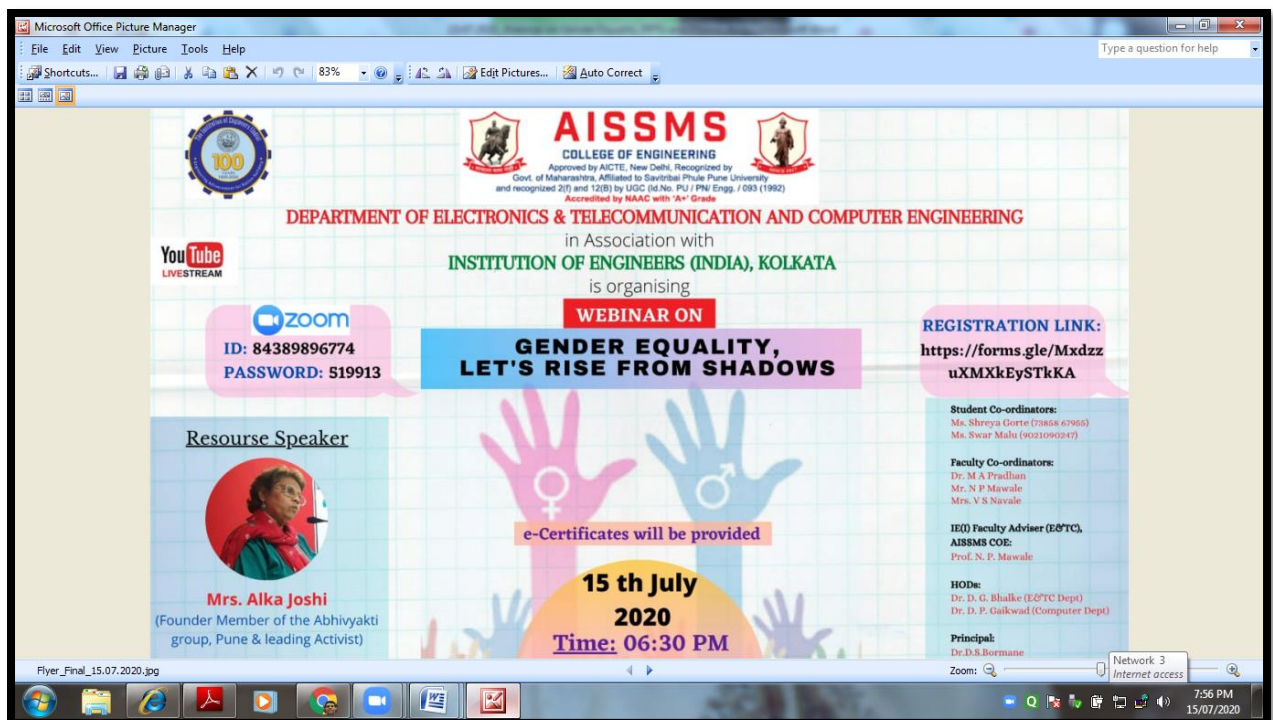 Microsoft Office Picture Manager
File Edit View Picture Tools Help
Type a question for help
Shortcuts... 83% Edit Pictures... Auto Correct
100
AISSMS
COLLEGE OF ENGINEERING
Approved by AICTE, New Delhi, Recognized by
Govt. of Maharashtra, Affiliated to Savitribai Phule Pune University
and recognized 2(f) and 12(B) by UGC (Id.No. PU / PN/ Engg. / 093 (1992)
Accredited by NAAC with 'A+' Grade
DEPARTMENT OF ELECTRONICS & TELECOMMUNICATION AND COMPUTER ENGINEERING
in Association with
INSTITUTION OF ENGINEERS (INDIA), KOLKATA
is organising
You Tube
LIVESTREAM
WEBINAR ON
GENDER EQUALITY,
LET'S RISE FROM SHADOWS
zoom
ID: 84389896774
PASSWORD: 519913
REGISTRATION LINK:
https://forms.gle/Mxdzz
uXMXkEySTkKA
Resourse Speaker
Mrs. Alka Joshi
(Founder Member of the Abhivyakti
group, Pune & leading Activist)
e-Certificates will be provided
15 th July
2020
Time: 06:30 PM
Student Co-ordinators:
Ms. Shreya Gorte (73858 67955)
Ms. Swar Malu (9021090247)
Faculty Co-ordinators:
Dr. M A Pradhan
Mr. N P Mawale
Mrs. V S Navale
IE(I) Faculty Adviser (E&TC),
AISSMS COE:
Prof. N. P. Mawale
HODs:
Dr. D. G. Bhalke (E&TC Dept)
Dr. D. P. Gaikwad (Computer Dept)
Principal:
Dr.D.S.Bormane
Flyer_Final_15.07.2020.jpg
Zoom:
Network 3
Internet access
7:56 PM
15/07/2020